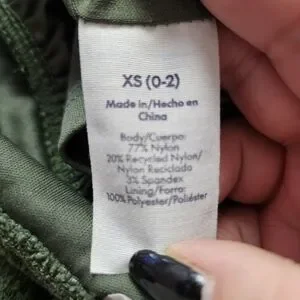 XS (0-2)
Made in/Hecho en
China
Body/Cuerpo:
77% Nylon
20% Recycled Nylon/
Nylon Reciclado
3% Spandex
Lining/Forro:
100% Polyester/Poliéster